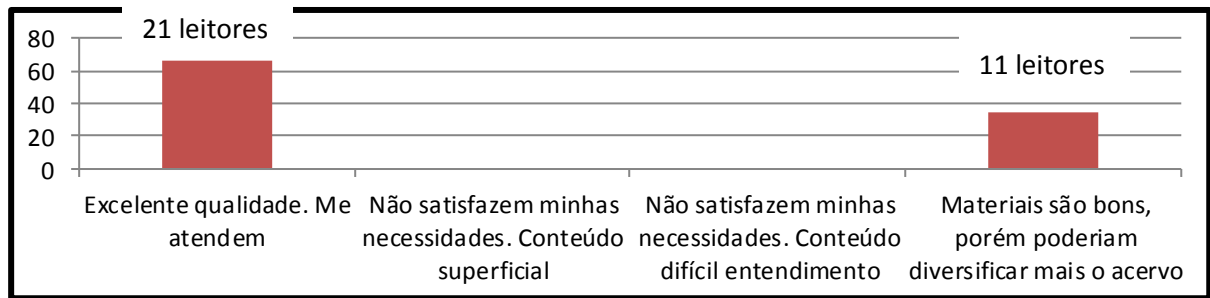 21 leitores
11 leitores
80
60
40
20
0
Excelente qualidade. Me
atendem
Não satisfazem minhas
necessidades. Conteúdo
superficial
Não satisfazem minhas
necessidades. Conteúdo
difícil entendimento
Materiais são bons,
porém poderiam
diversificar mais o acervo